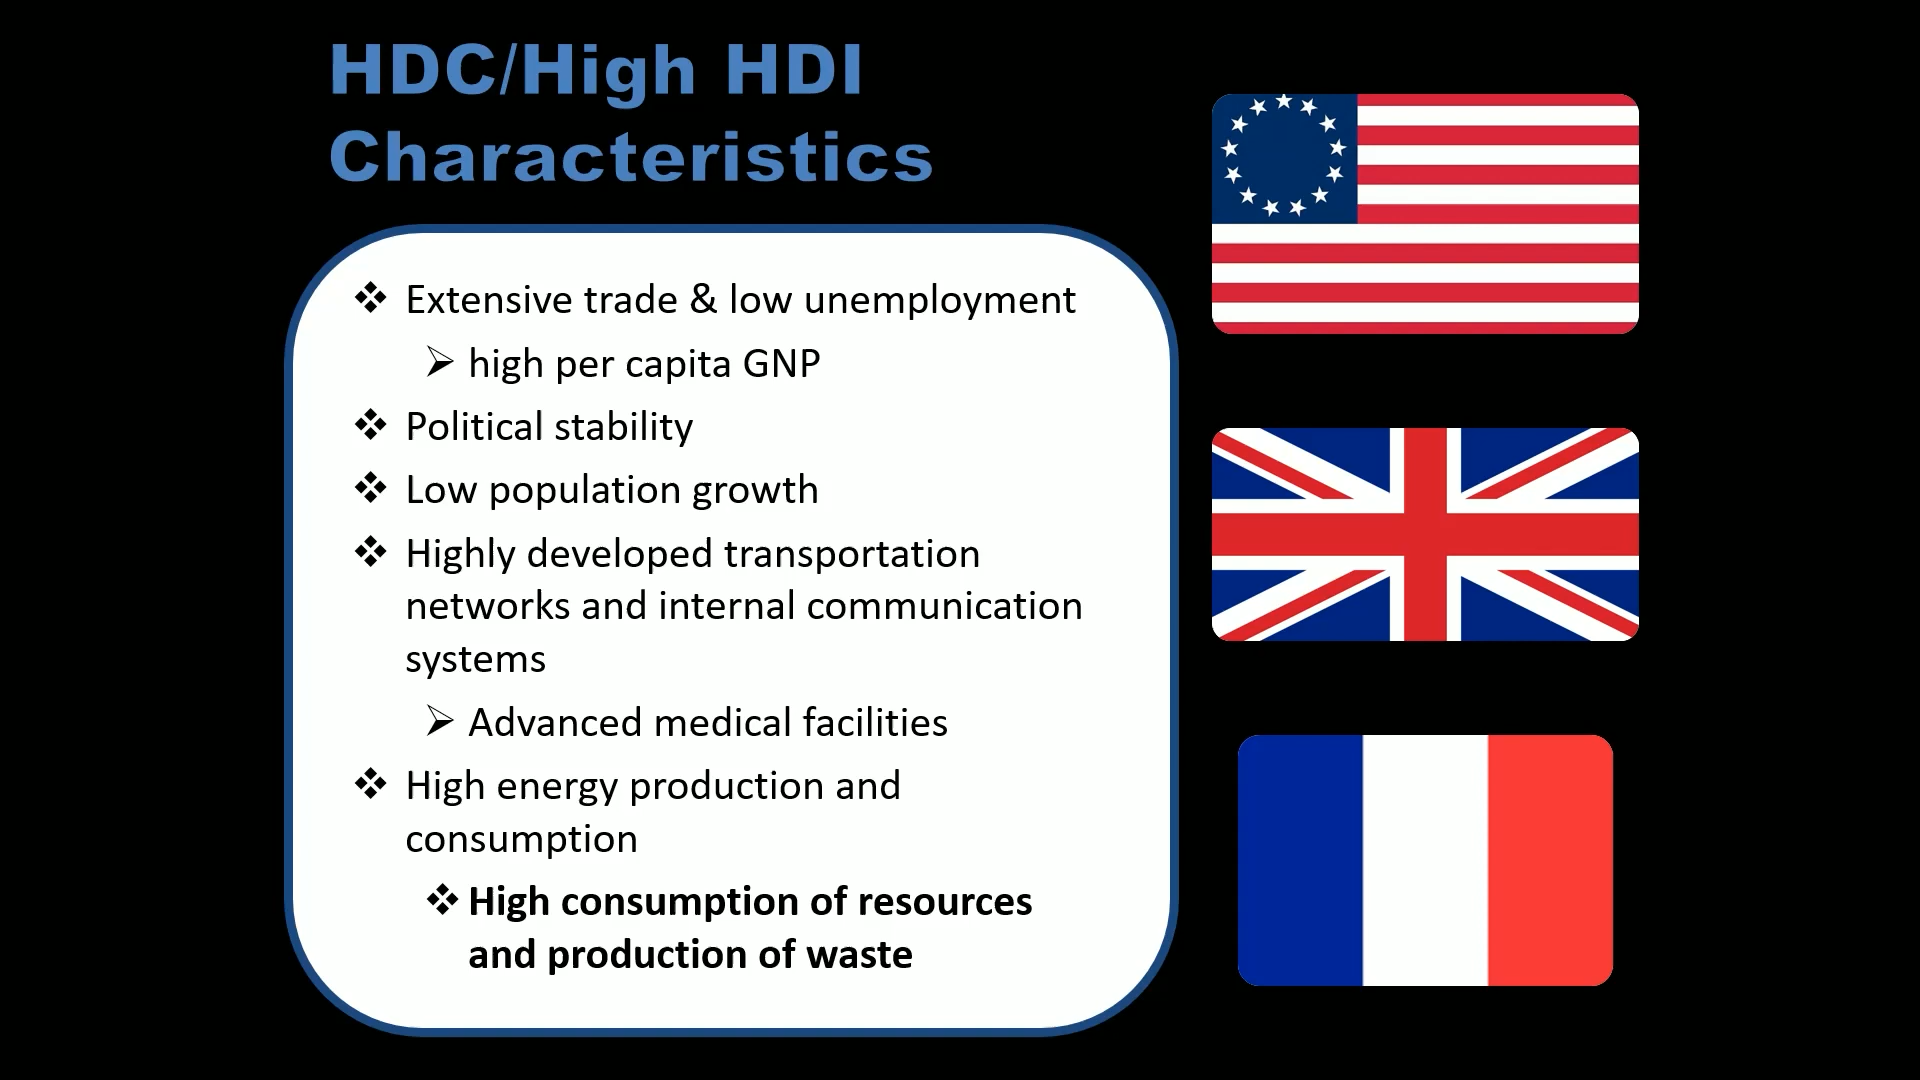 HDC/High HDI
Characteristics
❖ Extensive trade & low unemployment
➢ high per capita GNP
❖ Political stability
❖ Low population growth
❖ Highly developed transportation
networks and internal communication
systems
➢ Advanced medical facilities
❖ High energy production and
consumption
❖ High consumption of resources
and production of waste